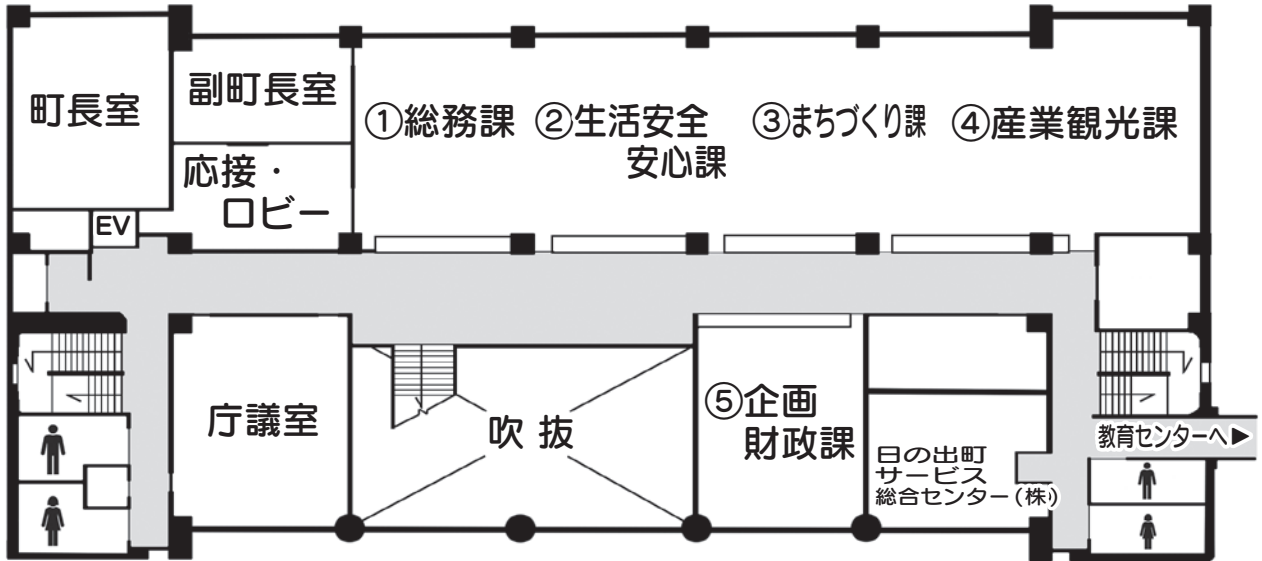 町長室
副町長室
応接・
ロビー
EV
①総務課
②生活安全
安心課
③まちづくり課
④産業観光課
庁議室
吹抜
⑤企画
財政課
日の出町
サービス
総合センター(株)
教育センターへ▶